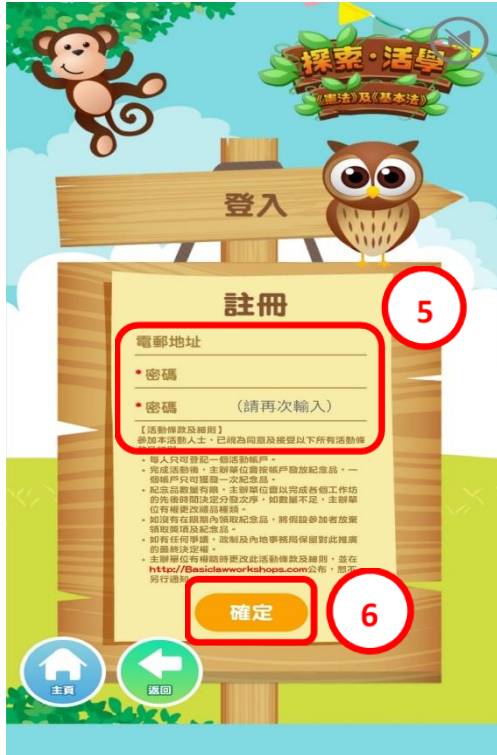 探索·活學
《憲法》及《基本法》
登入
註冊
5
電郵地址
*密碼
*密碼 (請再次輸入)
【活動條款及細則】
參加本活動人士，已視為同意及接受以下所有活動條
款及細則
• 每人只可登記一個活動帳戶。
• 完成活動後，主辦單位會按帳戶發放紀念品，一
個帳戶只可獲發一次紀念品。
• 紀念品數量有限，主辦單位會以完成各個工作坊
的先後時間決定分發次序，如數量不足，主辦單
位有權更改禮品種類。
• 如沒有在限期內領取紀念品，將假設參加者放棄
領取獎項及紀念品。
• 如有任何爭議，政制及內地事務局保留對此推廣
的最終決定權。
• 主辦單位有權隨時更改此活動條款及細則，並在
http://Basiclawworkshops.com公布，恕不
另行通知
確定
6
主頁
返回